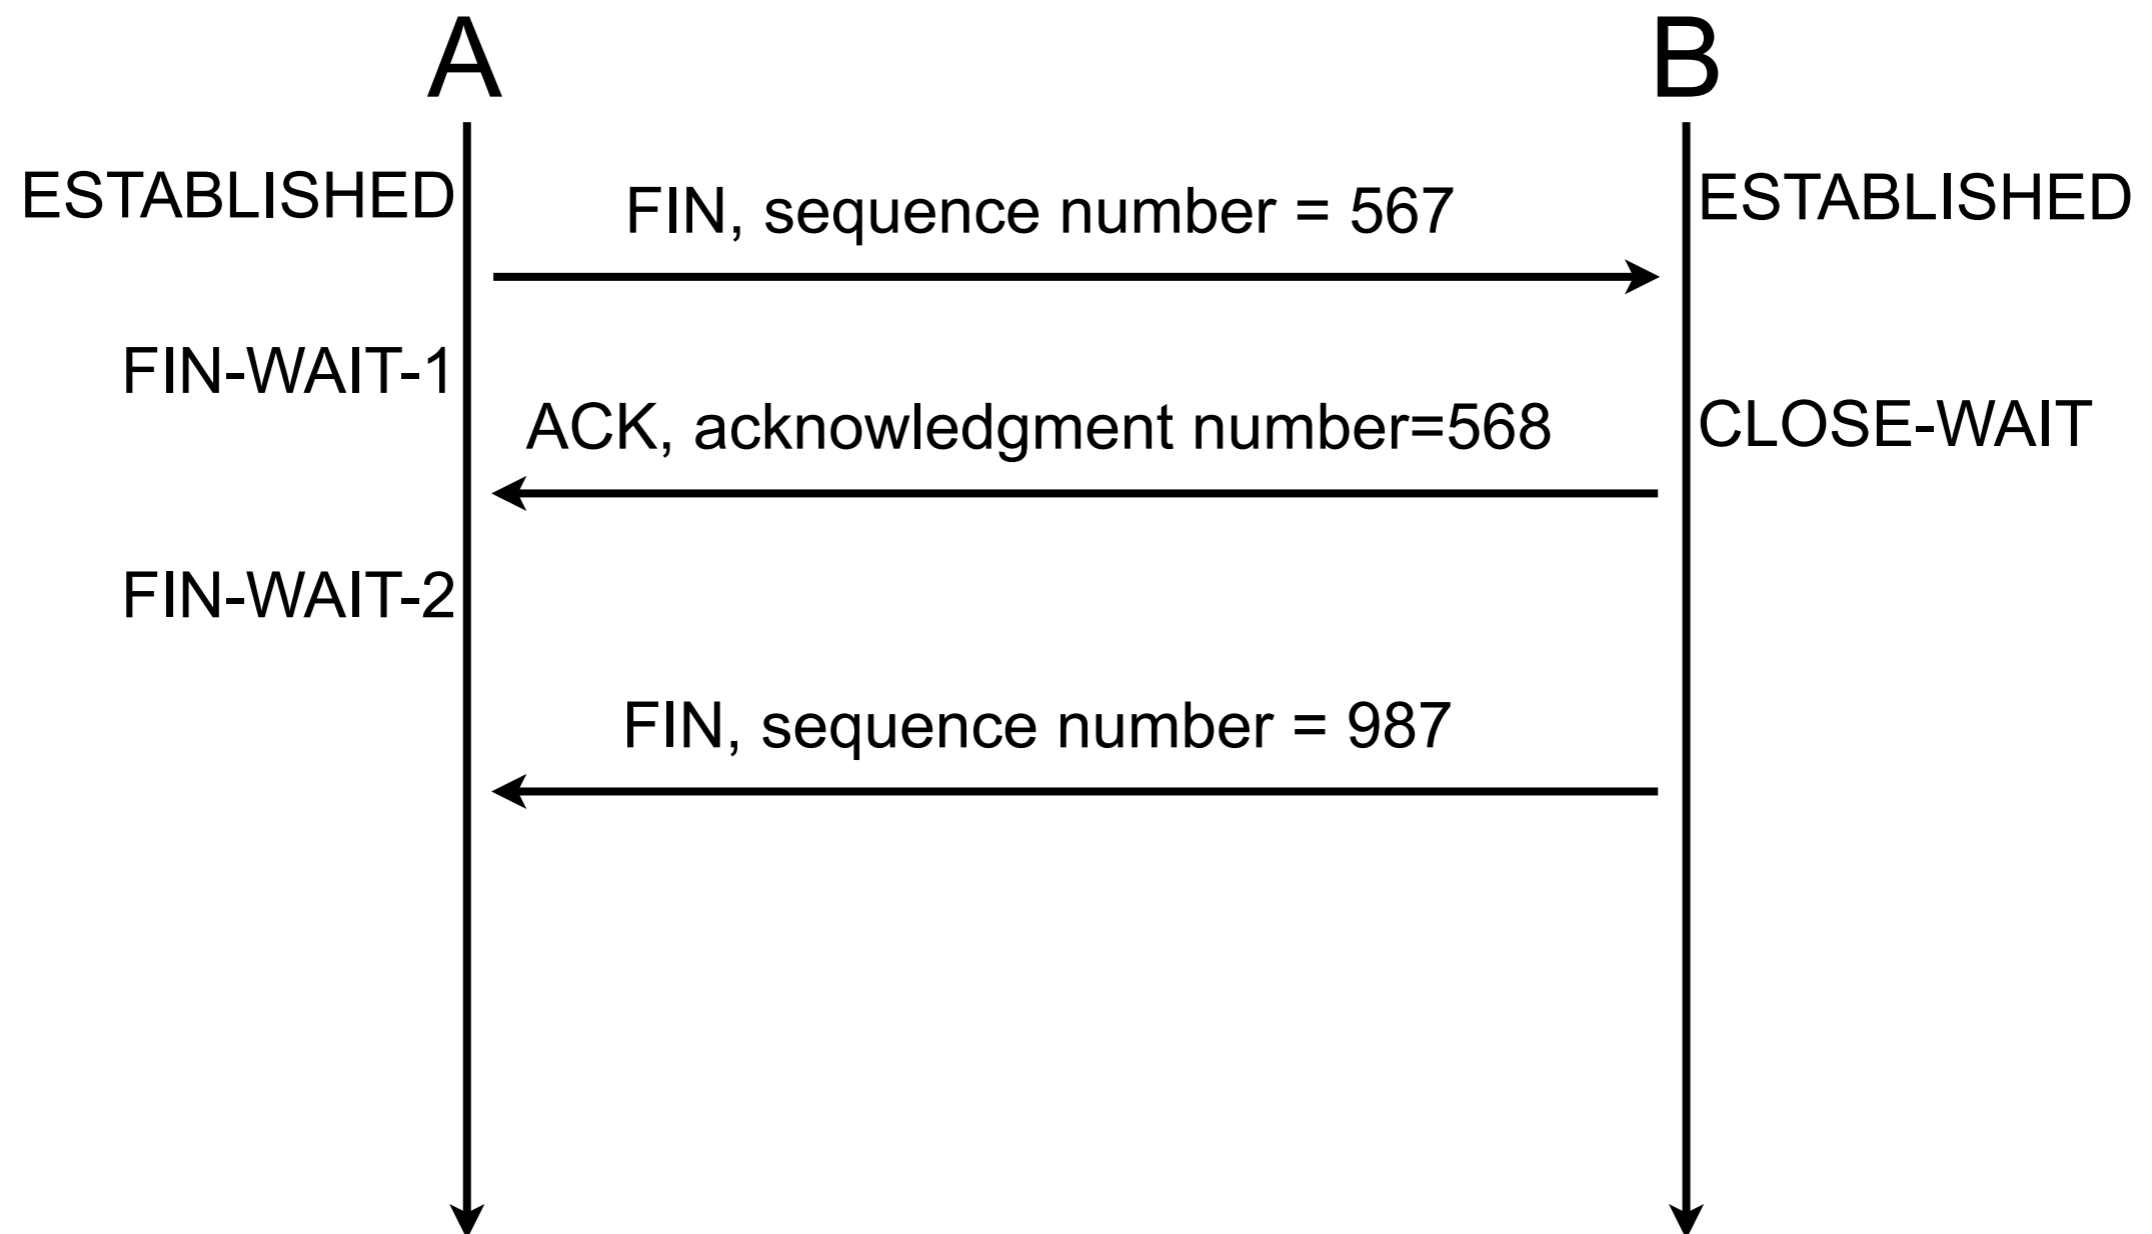 A
B
ESTABLISHED
FIN, sequence number = 567
ESTABLISHED
FIN-WAIT-1
ACK, acknowledgment number=568
CLOSE-WAIT
FIN-WAIT-2
FIN, sequence number = 987